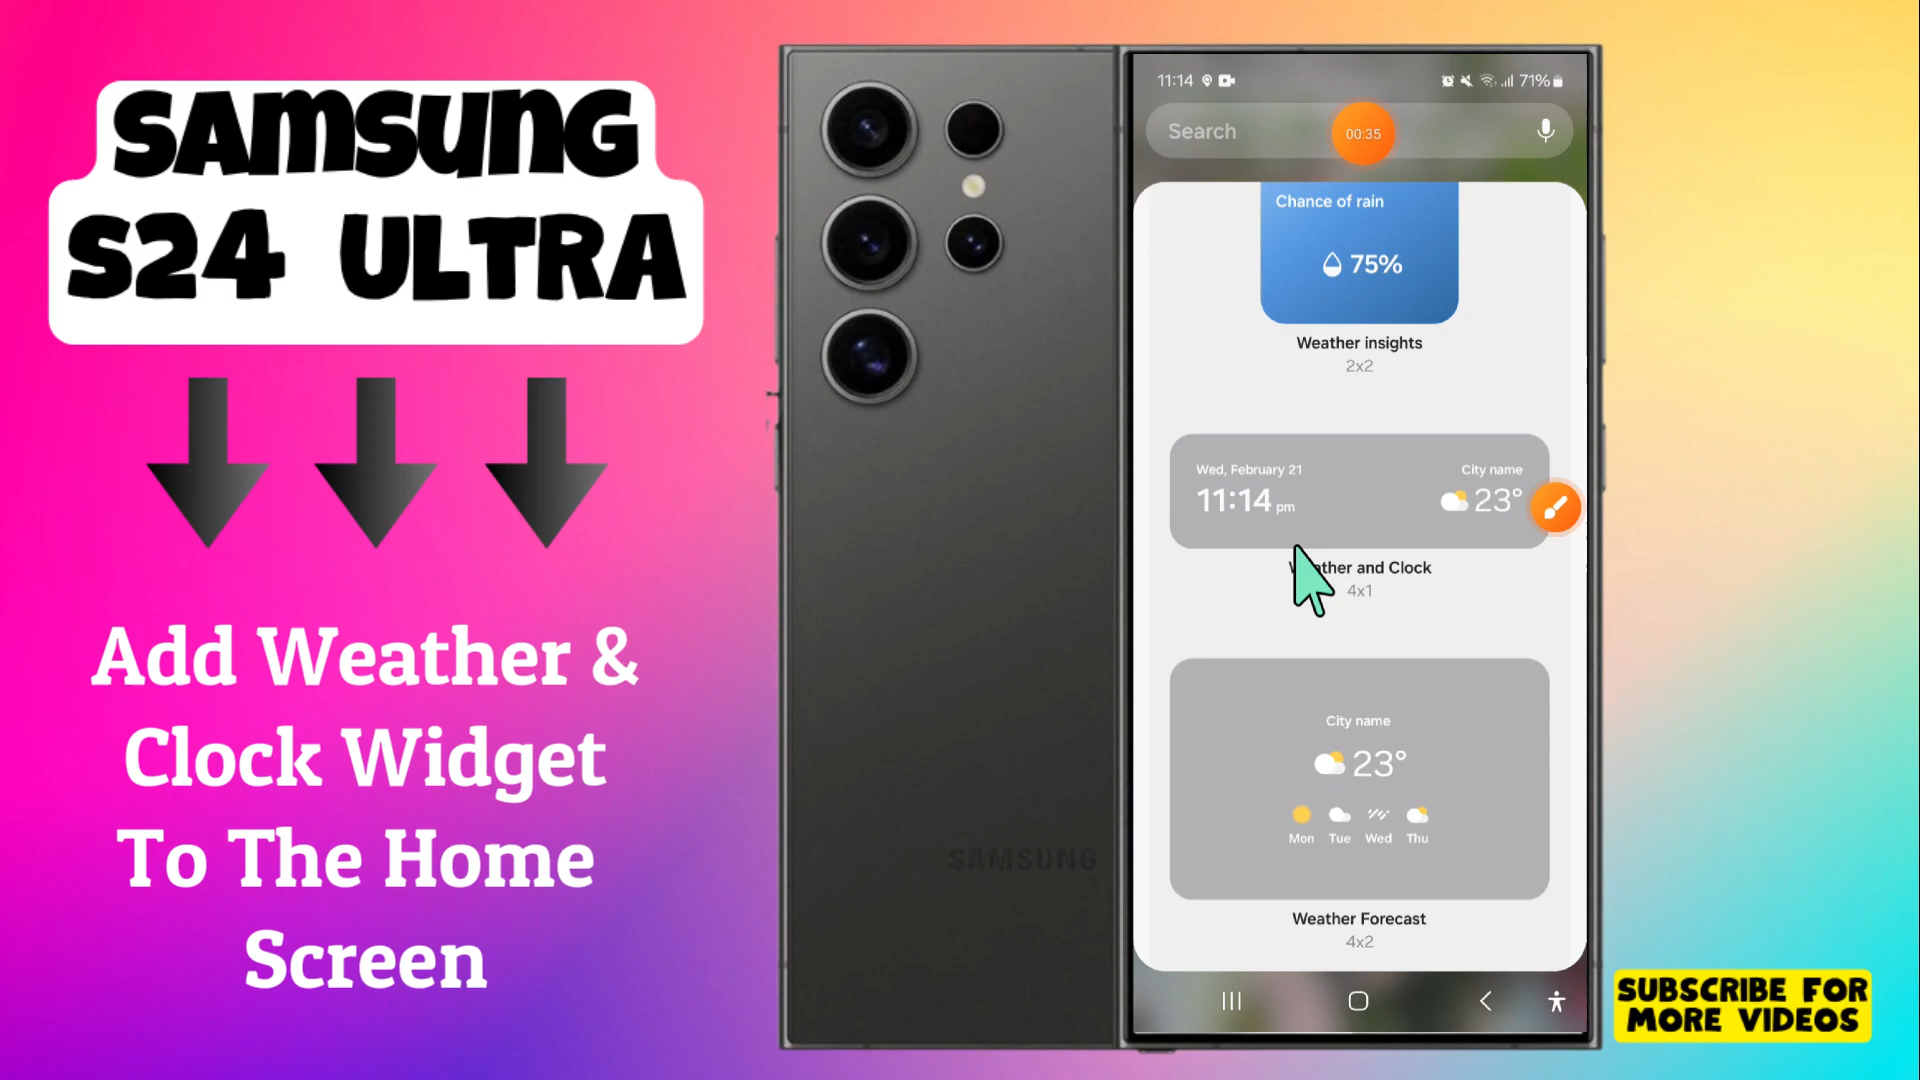 SAMSUNG
S24 ULTRA
Add Weather &
Clock Widget
To The Home
Screen
SAMSUNG
11:14
71%
Search
00:35
Chance of rain
75%
Weather insights
2x2
Wed, February 21
City name
11:14 pm
23°
and Clock
4x1
City name
23°
Mon Tue Wed Thu
Weather Forecast
4x2
SUBSCRIBE FOR
MORE VIDEOS